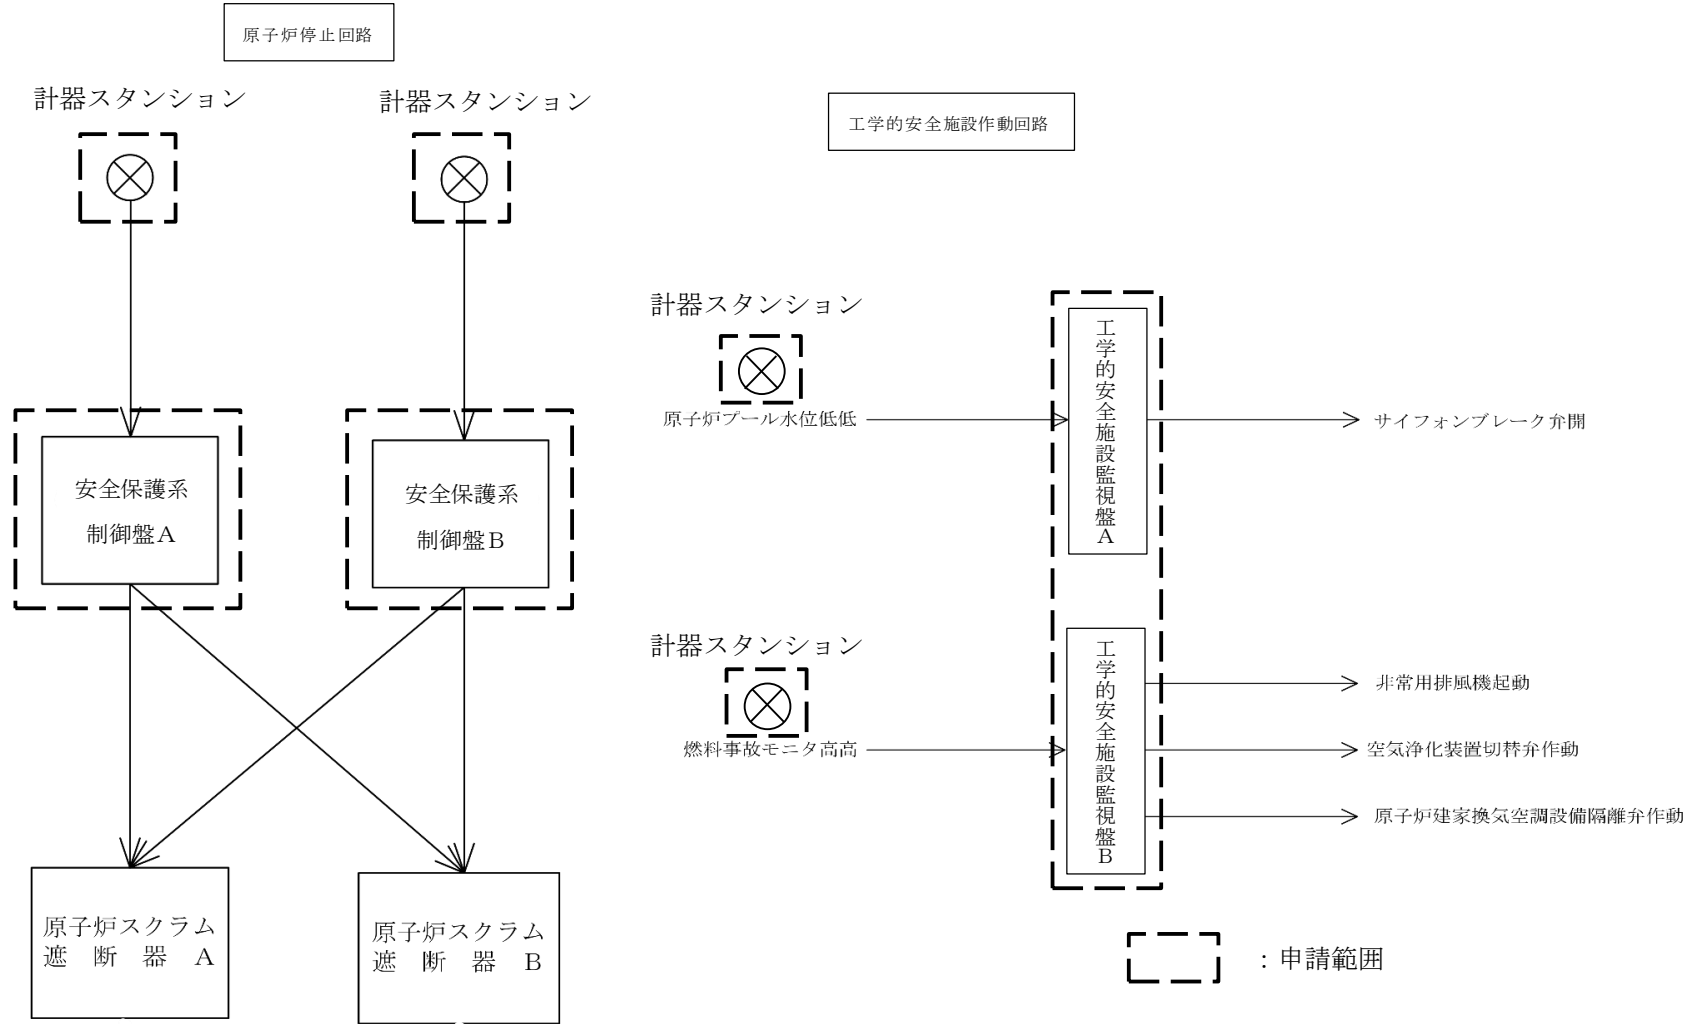 原子炉停止回路
計器スタンション
計器スタンション
安全保護系
制御盤A
安全保護系
制御盤B
原子炉スクラム
遮断器A
原子炉スクラム
遮断器B
工学的安全施設作動回路
計器スタンション
原子炉プール水位低低
工学的安全施設監視盤A
サイフォンブレーク弁開
計器スタンション
燃料事故モニタ高高
工学的安全施設監視盤B
非常用排風機起動
空気浄化装置切替弁作動
原子炉建家換気空調設備隔離弁作動
：申請範囲